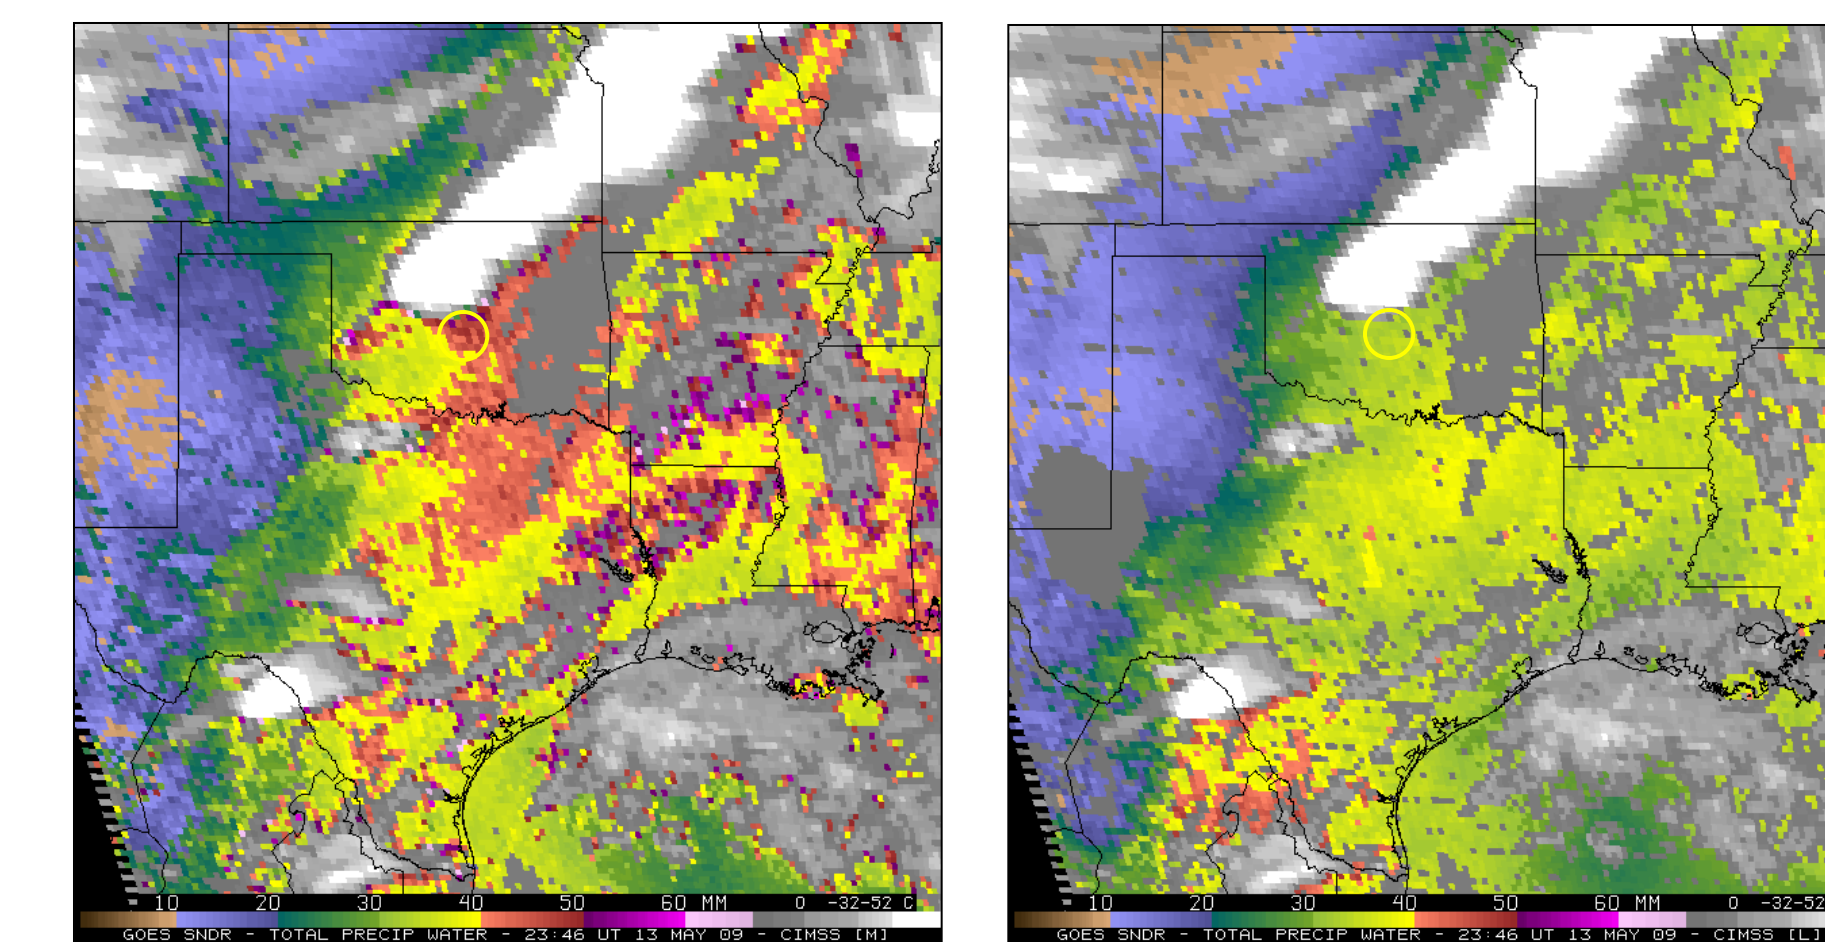 10 20 30 40 50 60 MM 0 -32-52 C
GOES SNDR - TOTAL PRECIP WATER - 23:46 UT 13 MAY 09 - CIMSS [M]
10 20 30 40 50 60 MM 0 -32-52
GOES SNDR - TOTAL PRECIP WATER - 23:46 UT 13 MAY 09 - CIMSS [L]